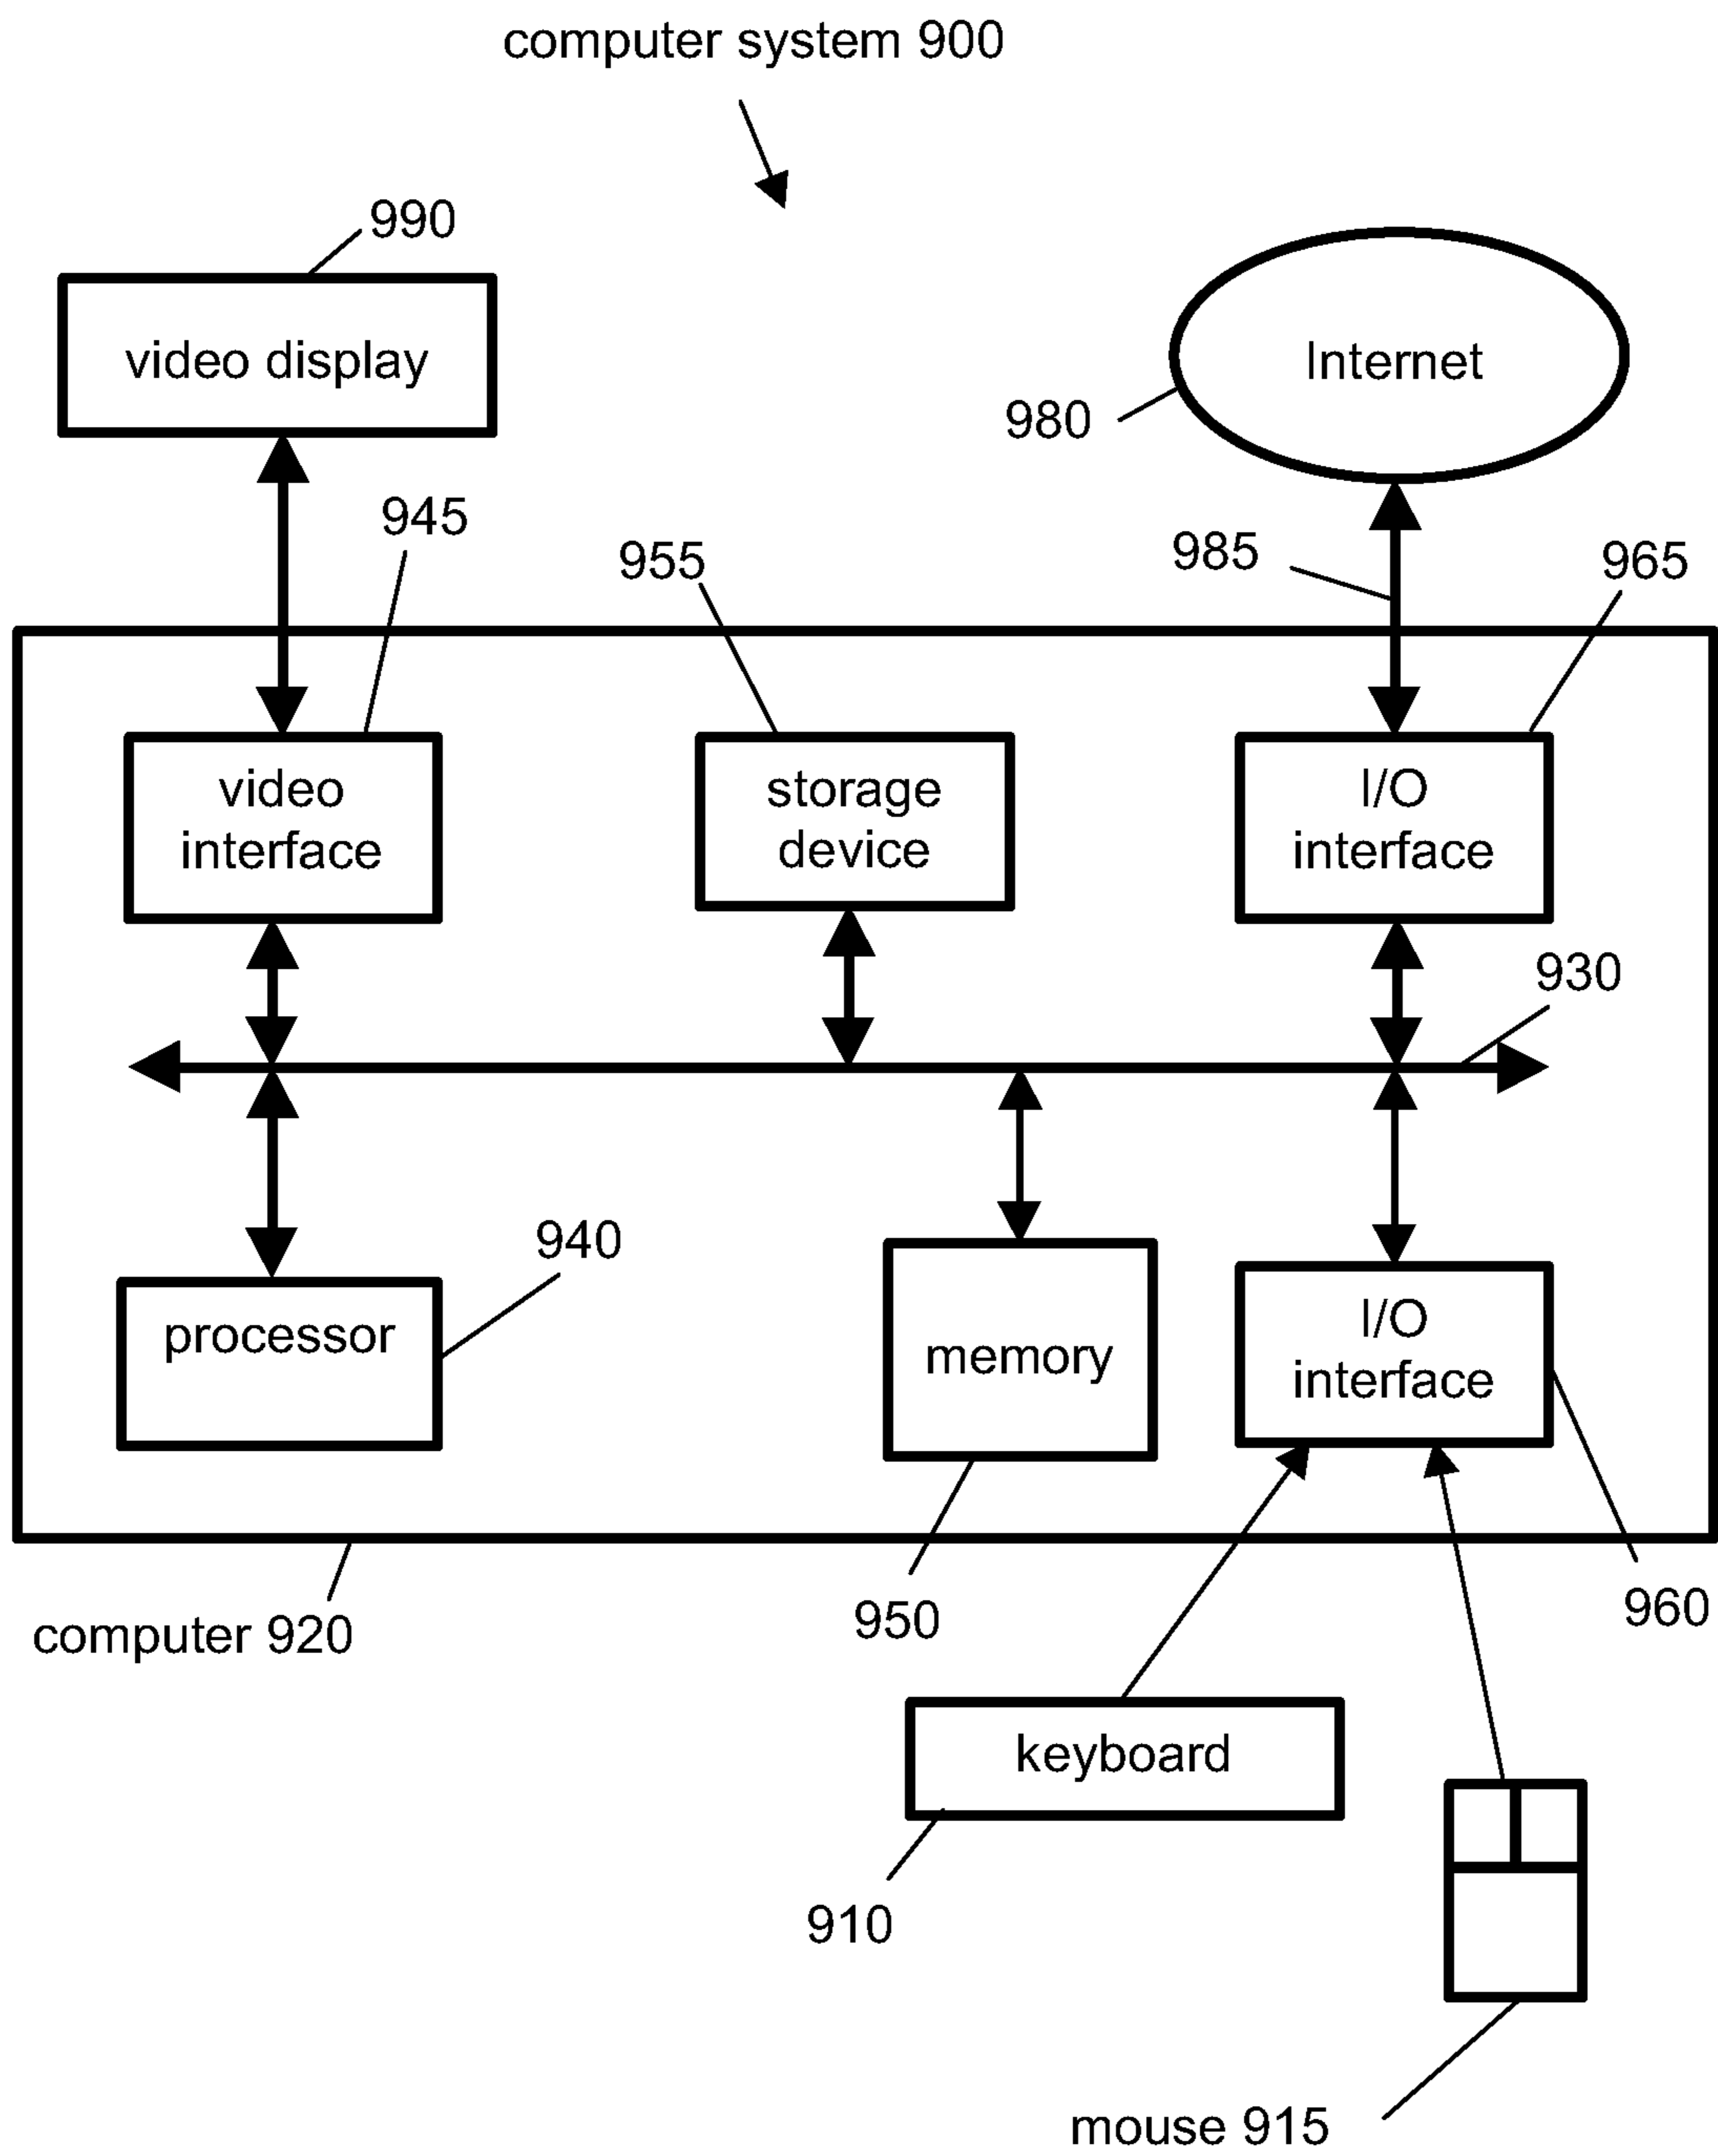 computer system 900
990
video display
Internet
980
945
955
985
965
video
interface
storage
device
I/O
interface
930
940
processor
memory
I/O
interface
computer 920
950
960
keyboard
910
mouse 915